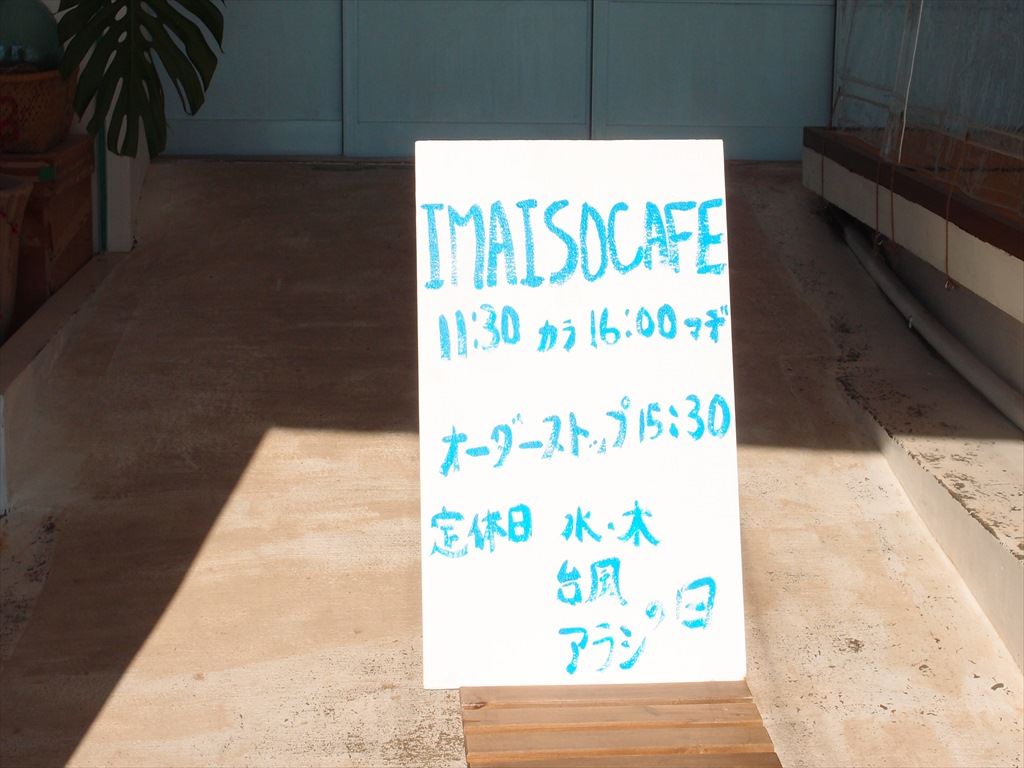 IMAISOCAFE
11:30 カラ 16:00 マデ
オーダーストップ 15:30
定休日 水・木
台風
アラシの日